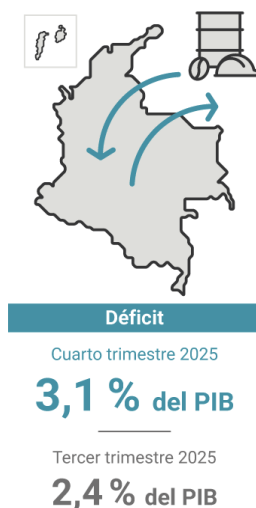 Déficit
Cuarto trimestre 2025
3,1 % del PIB
Tercer trimestre 2025
2,4 % del PIB